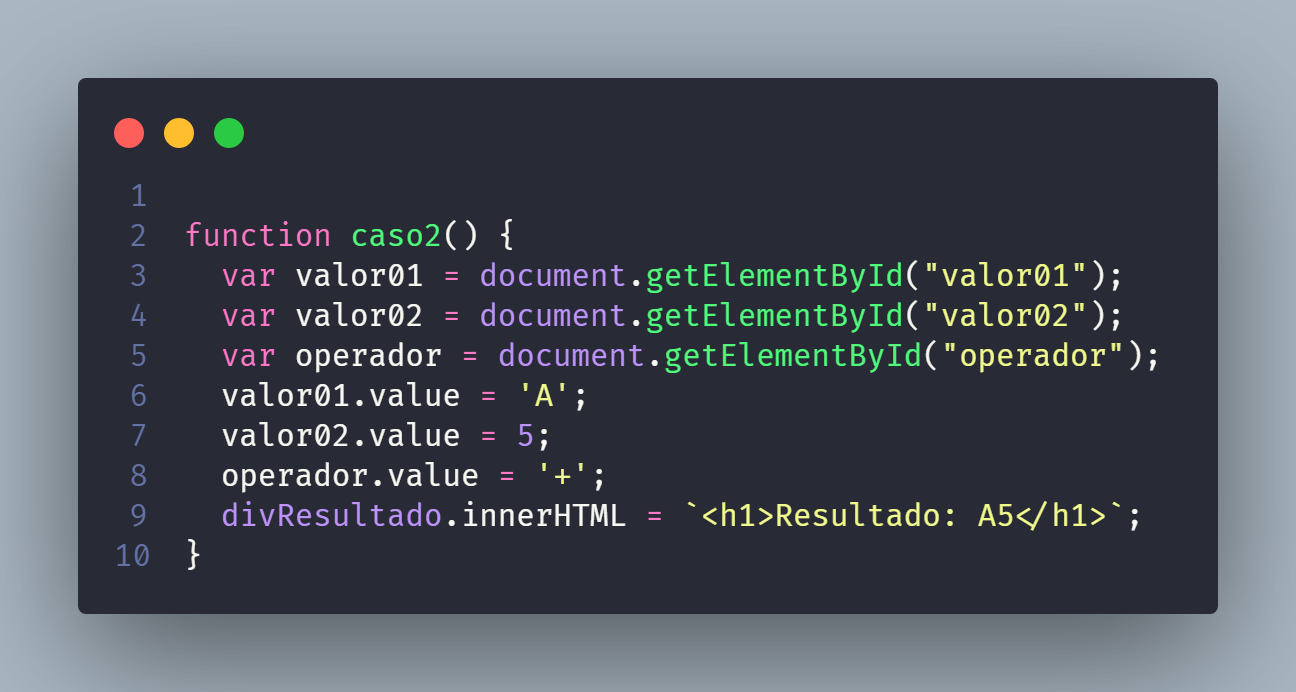 1
2 function caso2() {
3   var valor01 = document.getElementById("valor01");
4   var valor02 = document.getElementById("valor02");
5   var operador = document.getElementById("operador");
6   valor01.value = 'A';
7   valor02.value = 5;
8   operador.value = '+';
9   divResultado.innerHTML = `<h1>Resultado: A5</h1>`;
10 }